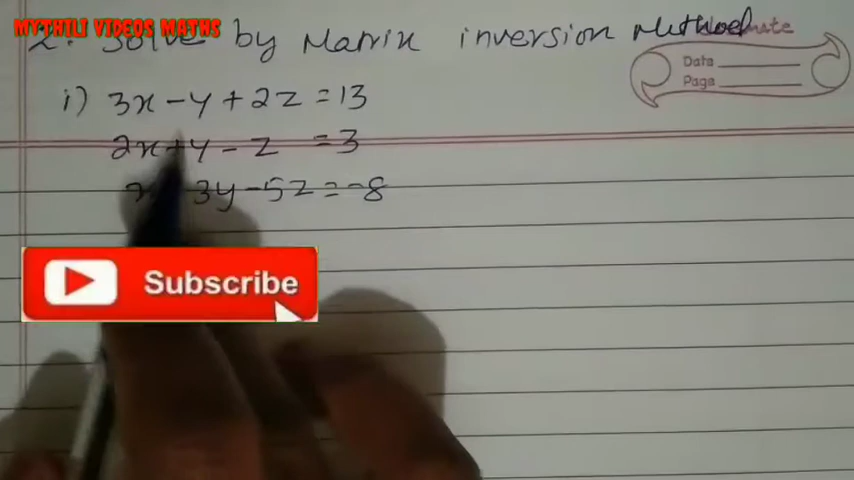 MYTHILI VIDEOS MATHS
2. Solve by Matrix inversion Method
Date
Page
i) 3x - y + 2z = 13
2x + y - z = 3
3y - 5z = -8
Subscribe